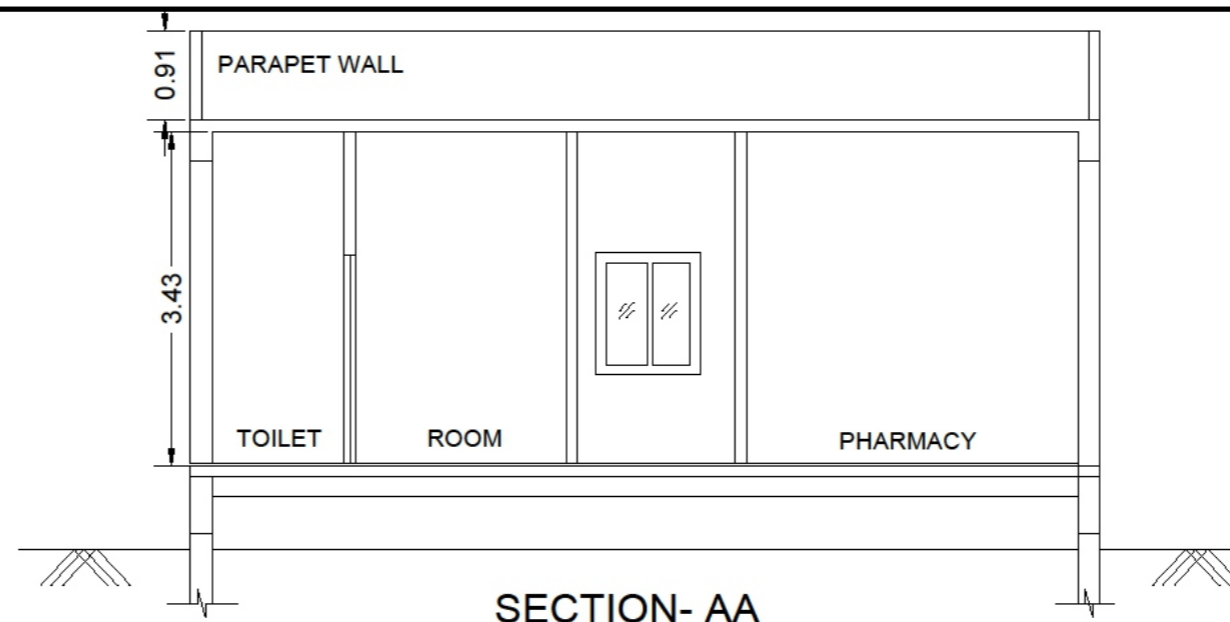 0.91
PARAPET WALL
3.43
TOILET
ROOM
PHARMACY
SECTION- AA